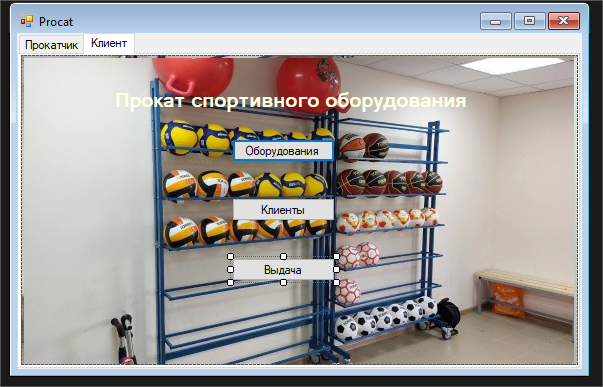 Procat
Прокатчик
Клиент
Прокат спортивного оборудования
Оборудования
Клиенты
Выдача